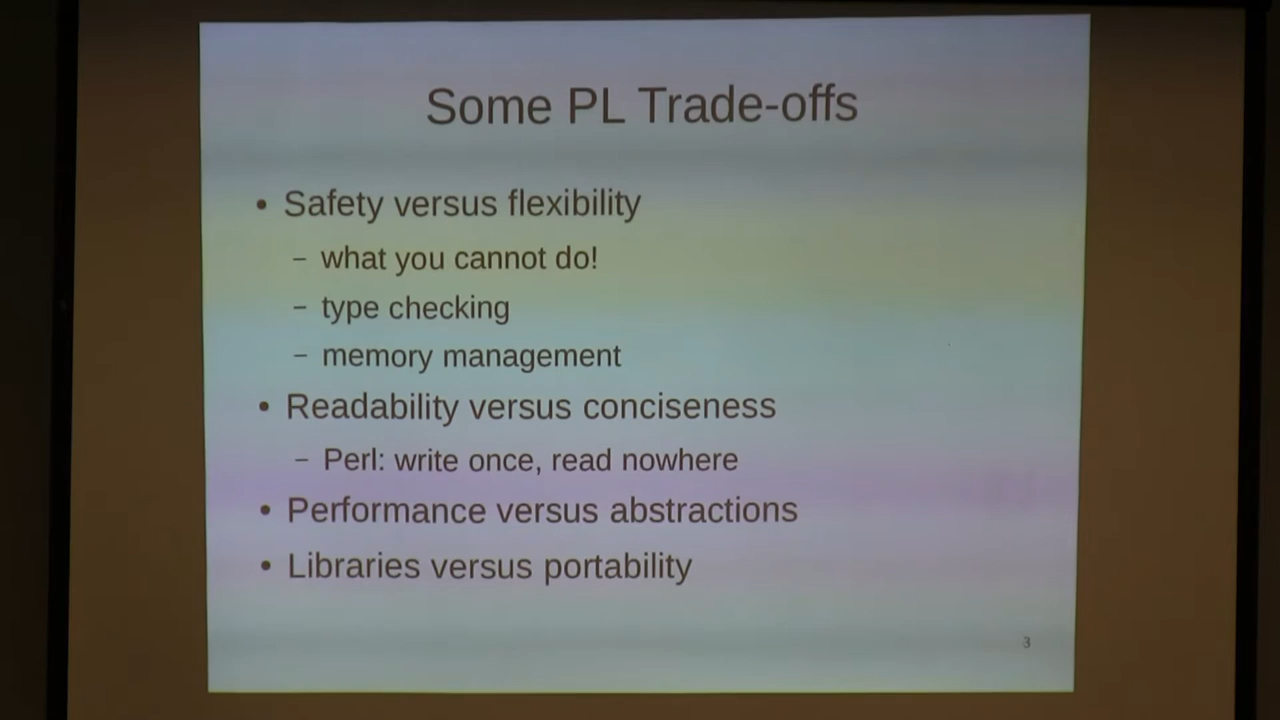 Some PL Trade-offs
• Safety versus flexibility
– what you cannot do!
– type checking
– memory management
• Readability versus conciseness
– Perl: write once, read nowhere
• Performance versus abstractions
• Libraries versus portability
3